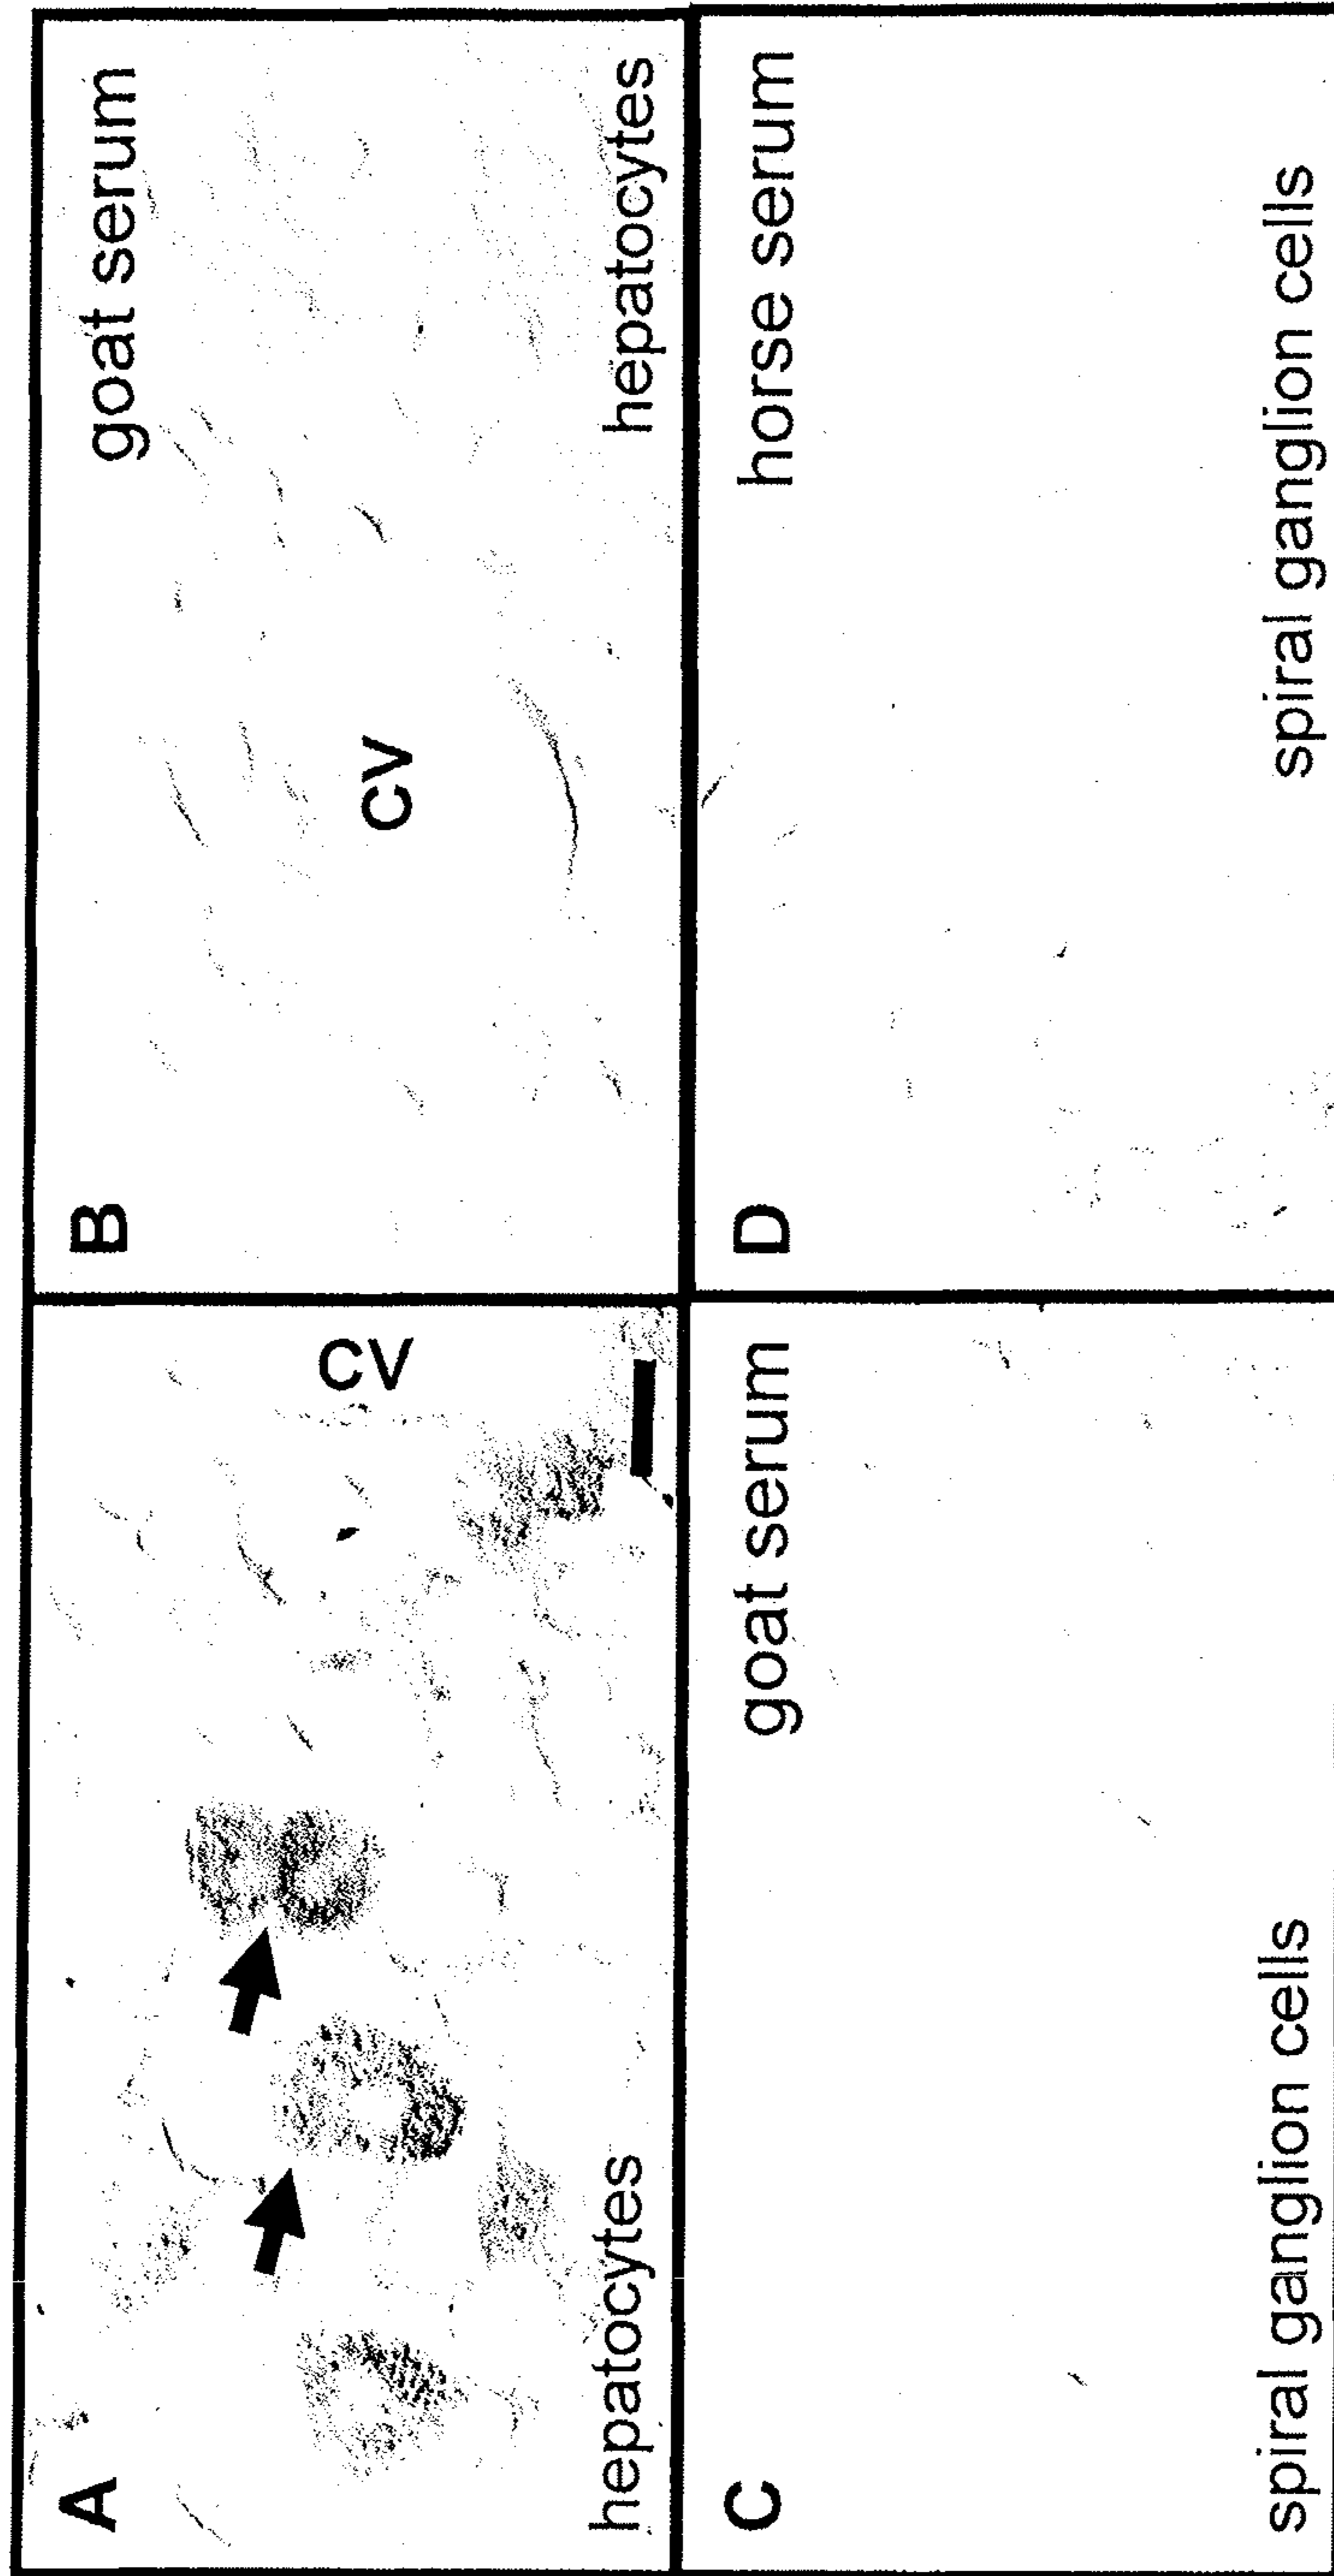 A
CV
hepatocytes
B
goat serum
CV
hepatocytes
C
goat serum
spiral ganglion cells
D
horse serum
spiral ganglion cells